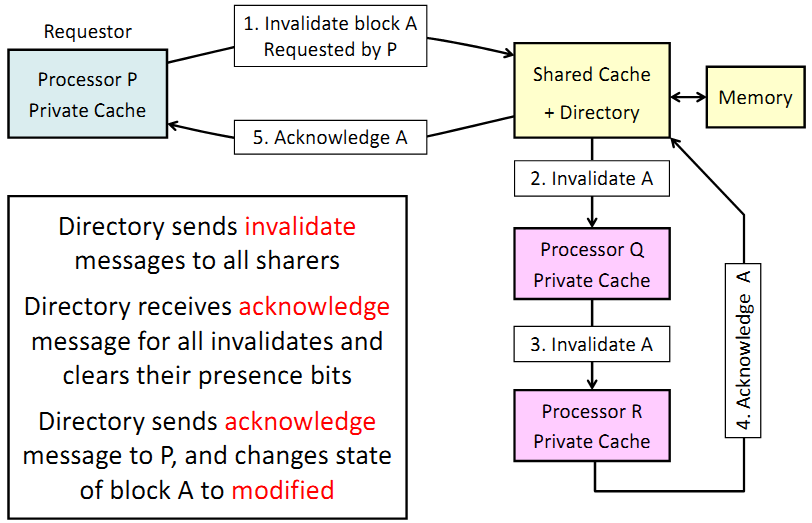 Requestor
Processor P
Private Cache
1. Invalidate block A
Requested by P
5. Acknowledge A
Shared Cache
+ Directory
Memory
2. Invalidate A
Processor Q
Private Cache
3. Invalidate A
Processor R
Private Cache
4. Acknowledge A
Directory sends invalidate
messages to all sharers
Directory receives acknowledge
message for all invalidates and
clears their presence bits
Directory sends acknowledge
message to P, and changes state
of block A to modified